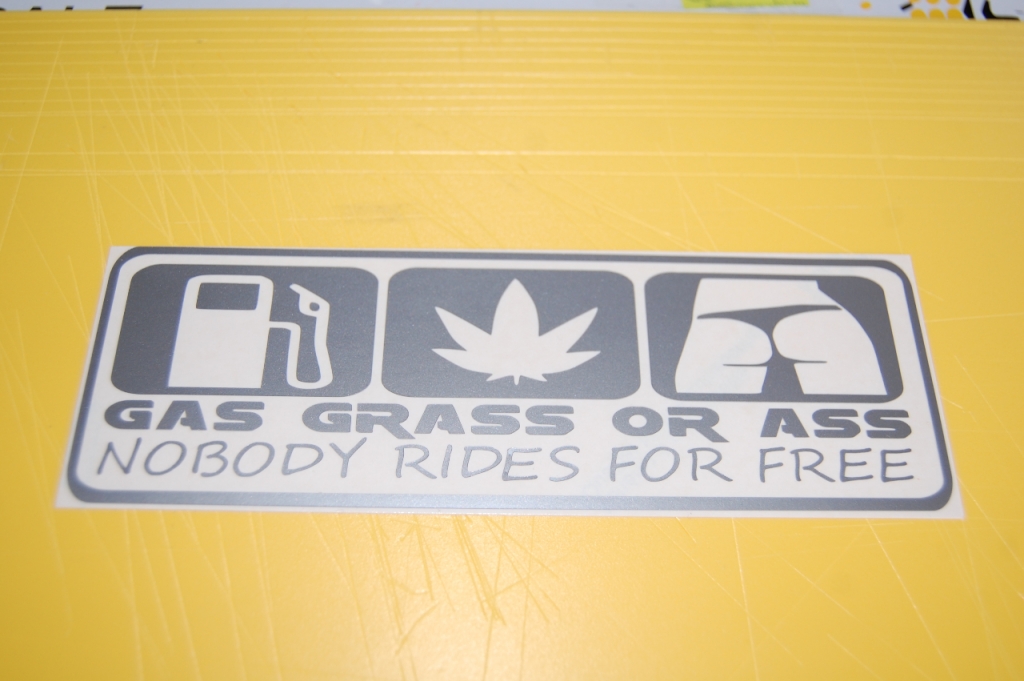 GAS GRASS OR ASS
NOBODY RIDES FOR FREE